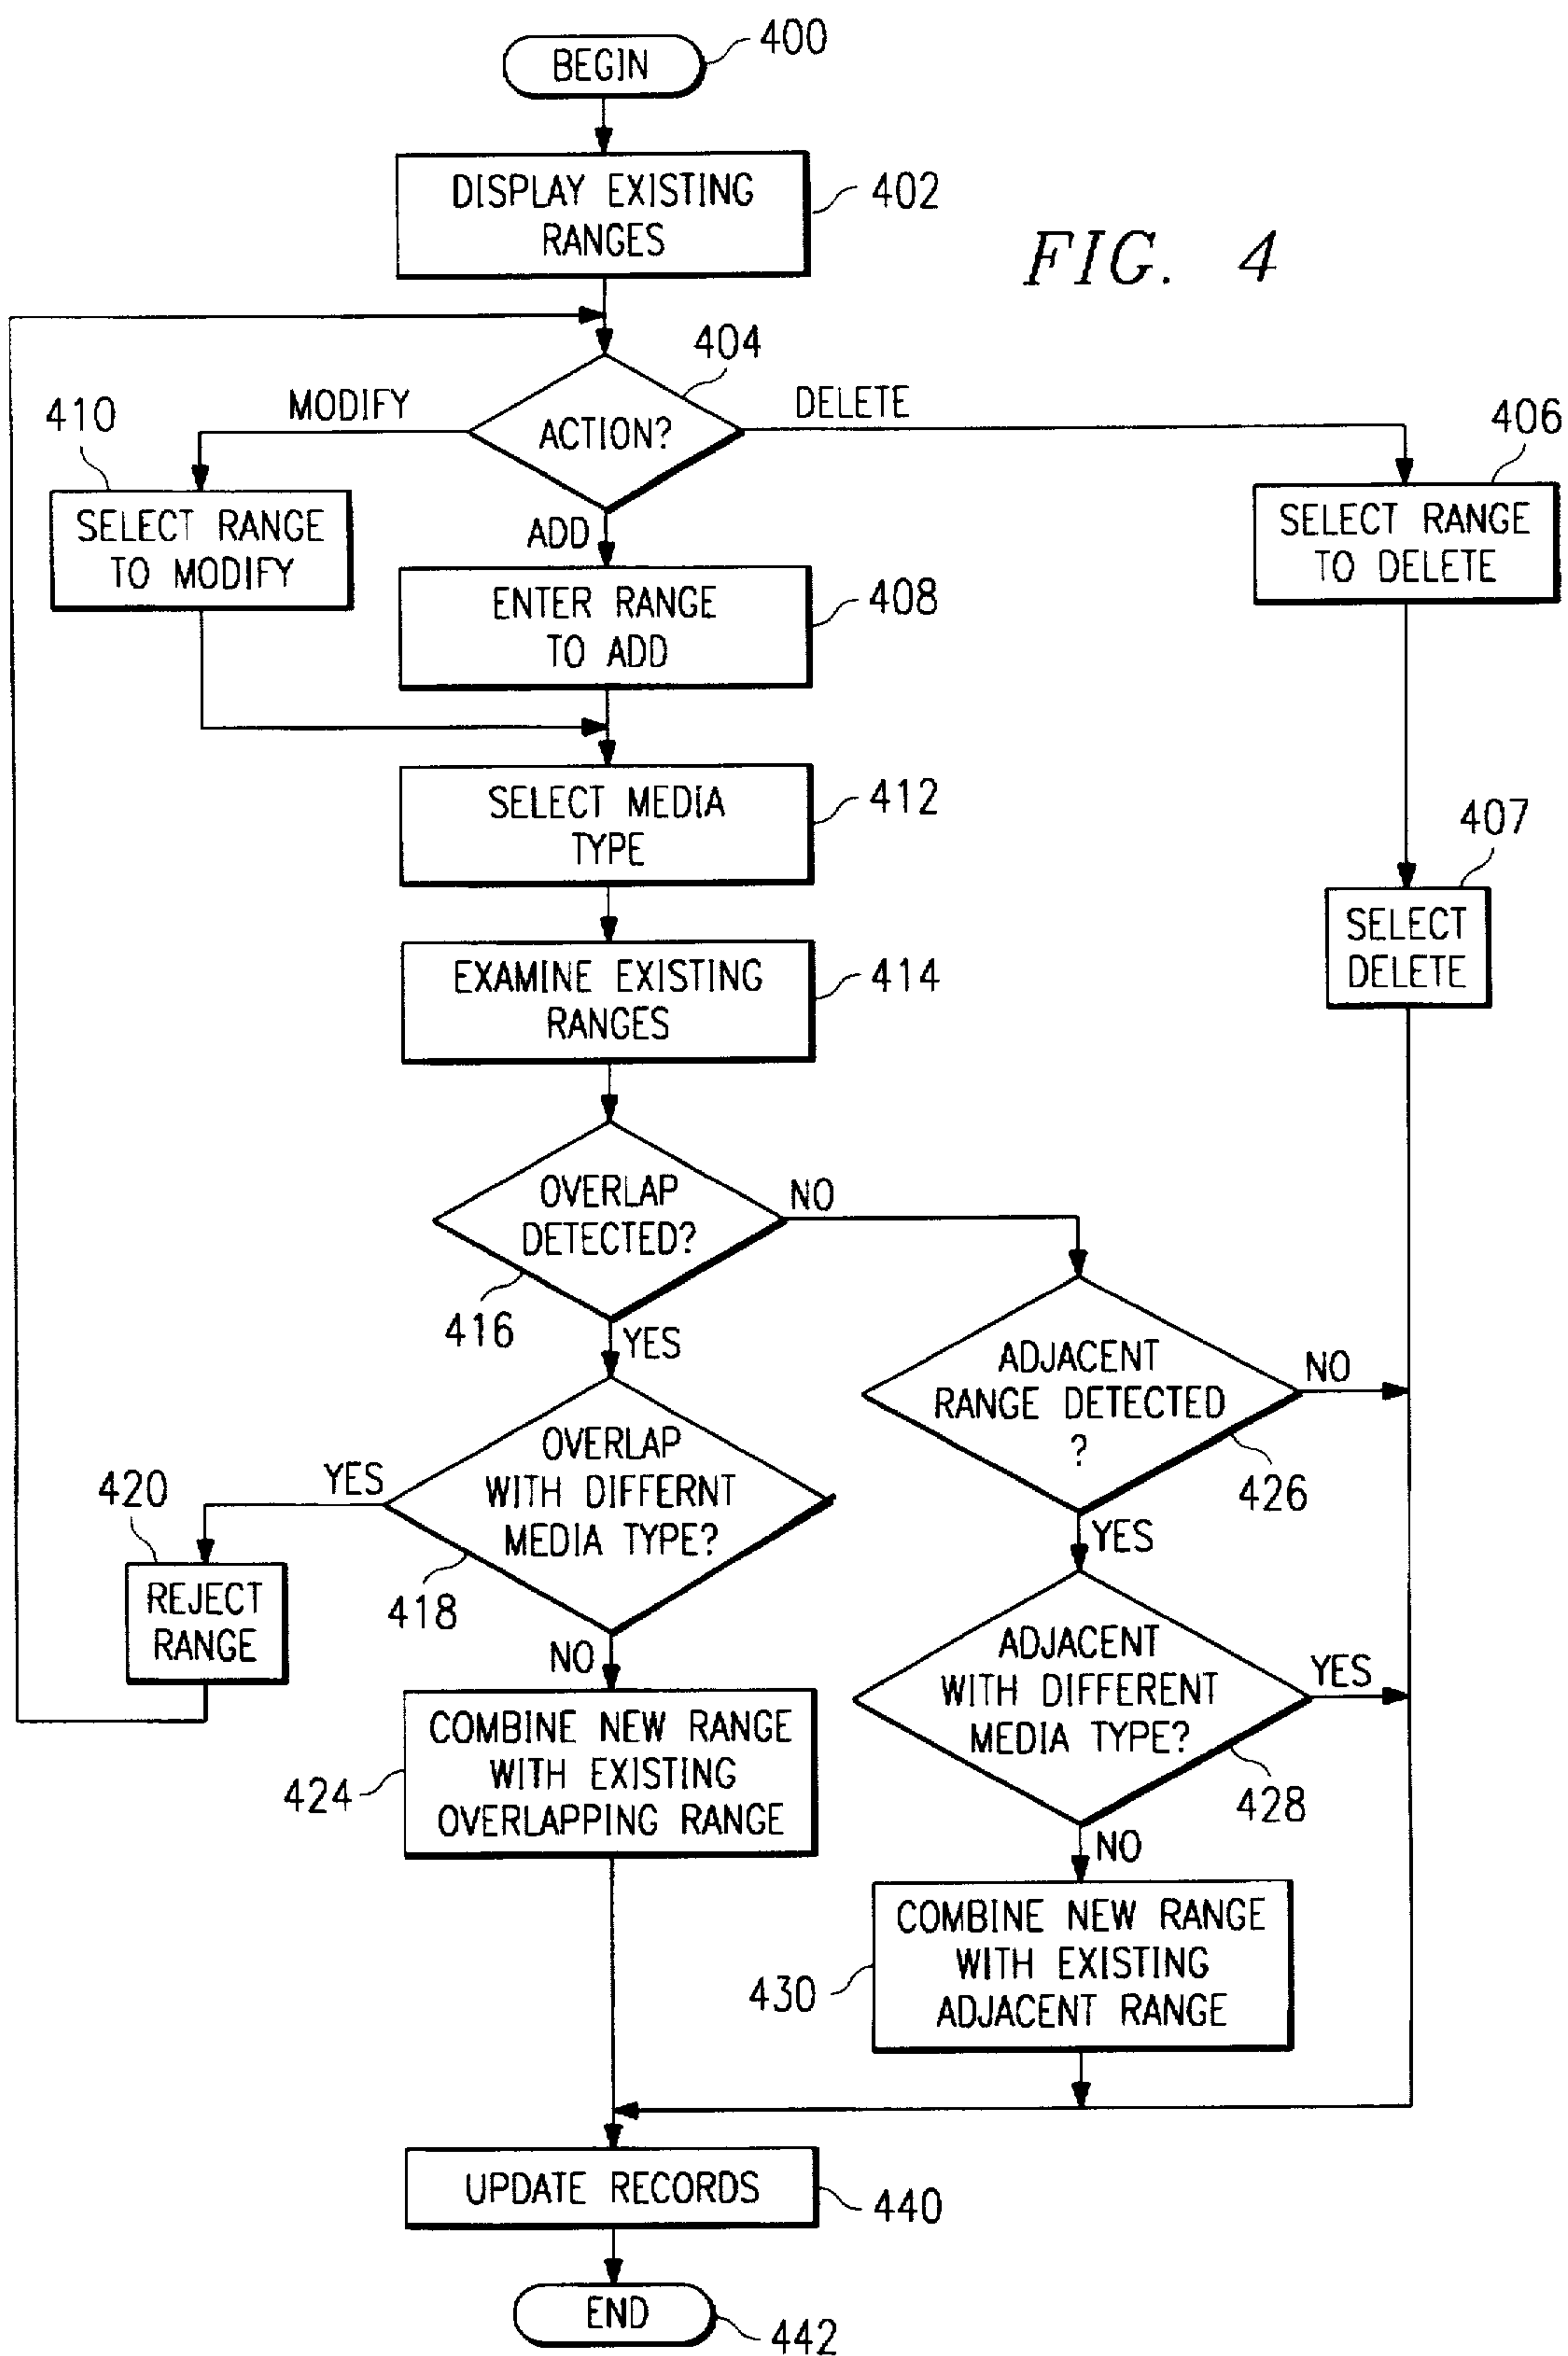 BEGIN
400
DISPLAY EXISTING
RANGES
402
FIG. 4
404
ACTION?
MODIFY
DELETE
ADD
410
SELECT RANGE
TO MODIFY
406
SELECT RANGE
TO DELETE
ENTER RANGE
TO ADD
408
SELECT MEDIA
TYPE
412
407
SELECT
DELETE
EXAMINE EXISTING
RANGES
414
OVERLAP
DETECTED?
NO
416
YES
ADJACENT
RANGE DETECTED
?
NO
426
YES
OVERLAP
WITH DIFFERNT
MEDIA TYPE?
YES
418
NO
420
REJECT
RANGE
ADJACENT
WITH DIFFERENT
MEDIA TYPE?
YES
428
NO
COMBINE NEW RANGE
WITH EXISTING
OVERLAPPING RANGE
424
COMBINE NEW RANGE
WITH EXISTING
ADJACENT RANGE
430
UPDATE RECORDS
440
END
442